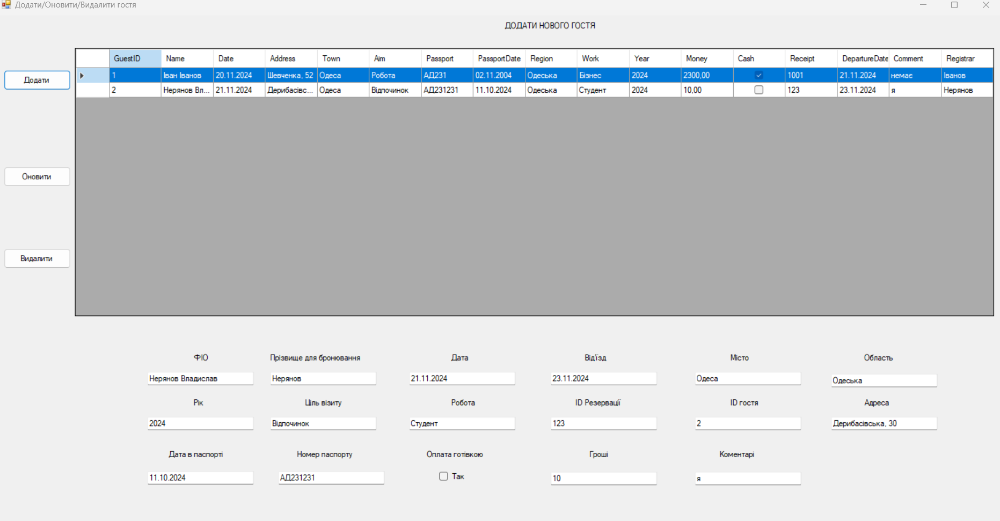 Додати/Оновити/Видалити гостя
ДОДАТИ НОВОГО ГОСТЯ
GuestID Name Date Address Town Aim Passport PassportDate Region Work Year Money Cash Receipt DepartureDate Comment Registrar
1 Іван Іванов 20.11.2024 Шевченка, 52 Одеса Робота АД231 02.11.2004 Одеська Бізнес 2024 2300,00 1001 21.11.2024 немає Іванов
2 Нерянов Вл... 21.11.2024 Дерибасівс... Одеса Відпочинок АД231231 11.10.2024 Одеська Студент 2024 10,00 123 23.11.2024 я Нерянов
Додати
Оновити
Видалити
ФІО Прізвище для бронювання Дата Від'їзд Місто Область
Нерянов Владислав Нерянов 21.11.2024 23.11.2024 Одеса Одеська
Рік Ціль візиту Робота ID Резервації ID гостя Адреса
2024 Відпочинок Студент 123 2 Дерибасівська, 30
Дата в паспорті Номер паспорту Оплата готівкою Гроші Коментарі
11.10.2024 АД231231 Так 10 я